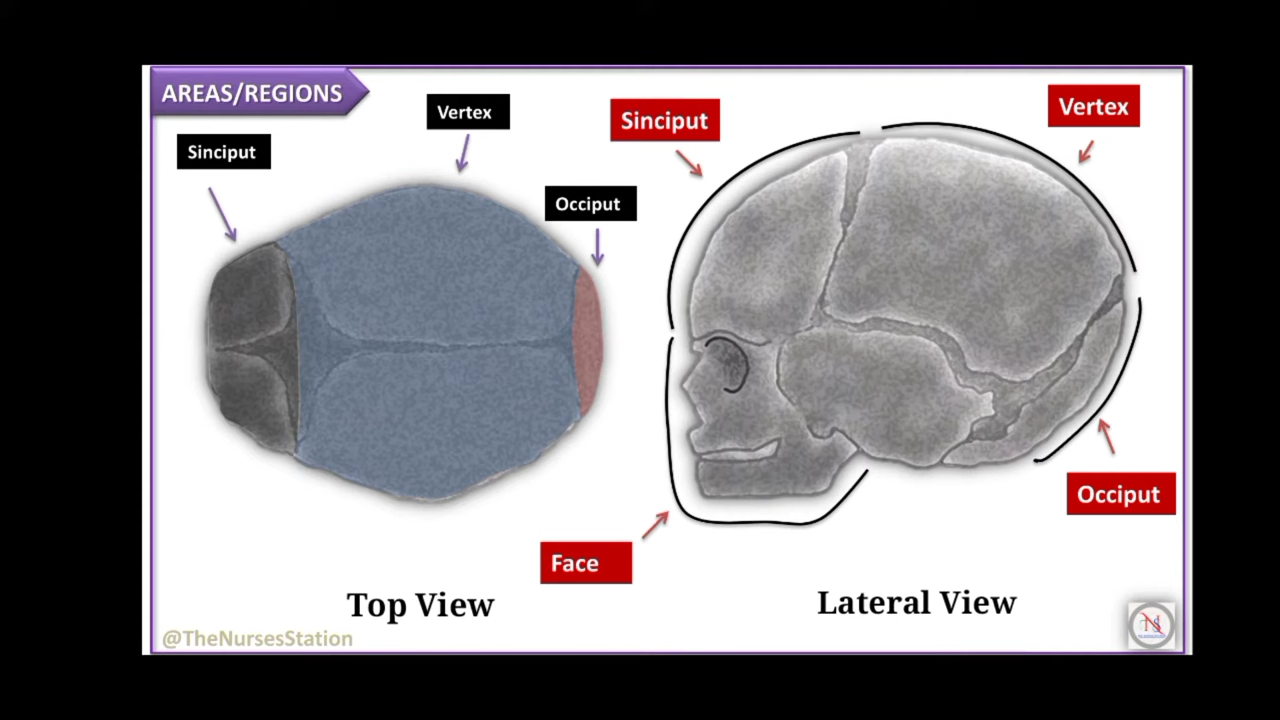 AREAS/REGIONS
Sinciput
Vertex
Occiput
Sinciput
Vertex
Occiput
Face
Top View
Lateral View
@TheNursesStation